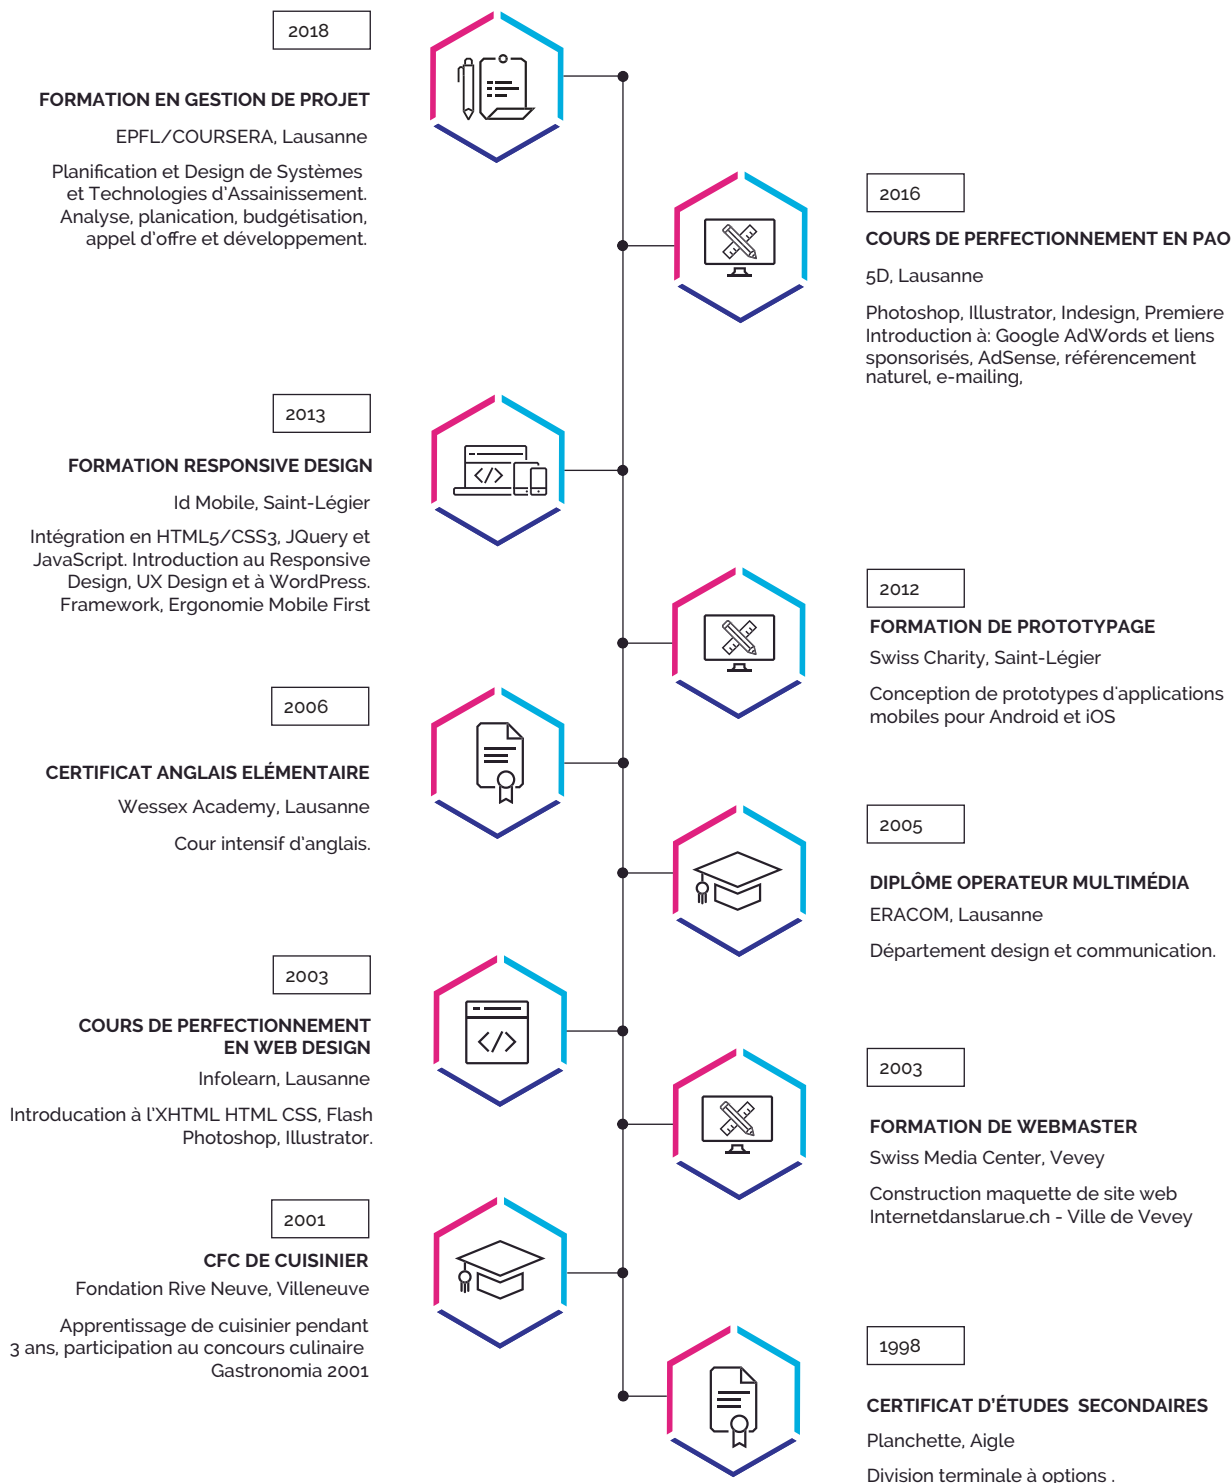 2018
FORMATION EN GESTION DE PROJET
EPFL/COURSERA, Lausanne
Planification et Design de Systèmes
et Technologies d'Assainissement.
Analyse, planication, budgétisation,
appel d'offre et développement.
2016
COURS DE PERFECTIONNEMENT EN PAO
5D, Lausanne
Photoshop, Illustrator, Indesign, Premiere
Introduction à: Google AdWords et liens
sponsorisés, AdSense, référencement
naturel, e-mailing,
2013
FORMATION RESPONSIVE DESIGN
Id Mobile, Saint-Légier
Intégration en HTML5/CSS3, JQuery et
JavaScript. Introduction au Responsive
Design, UX Design et à WordPress.
Framework, Ergonomie Mobile First
2012
FORMATION DE PROTOTYPAGE
Swiss Charity, Saint-Légier
Conception de prototypes d'applications
mobiles pour Android et iOS
2006
CERTIFICAT ANGLAIS ELÉMENTAIRE
Wessex Academy, Lausanne
Cour intensif d'anglais.
2005
DIPLÔME OPERATEUR MULTIMÉDIA
ERACOM, Lausanne
Département design et communication.
2003
COURS DE PERFECTIONNEMENT
EN WEB DESIGN
Infolearn, Lausanne
Introducation à l'XHTML HTML CSS, Flash
Photoshop, Illustrator.
2003
FORMATION DE WEBMASTER
Swiss Media Center, Vevey
Construction maquette de site web
Internetdanslarue.ch - Ville de Vevey
2001
CFC DE CUISINIER
Fondation Rive Neuve, Villeneuve
Apprentissage de cuisinier pendant
3 ans, participation au concours culinaire
Gastronomia 2001
1998
CERTIFICAT D'ÉTUDES SECONDAIRES
Planchette, Aigle
Division terminale à options .